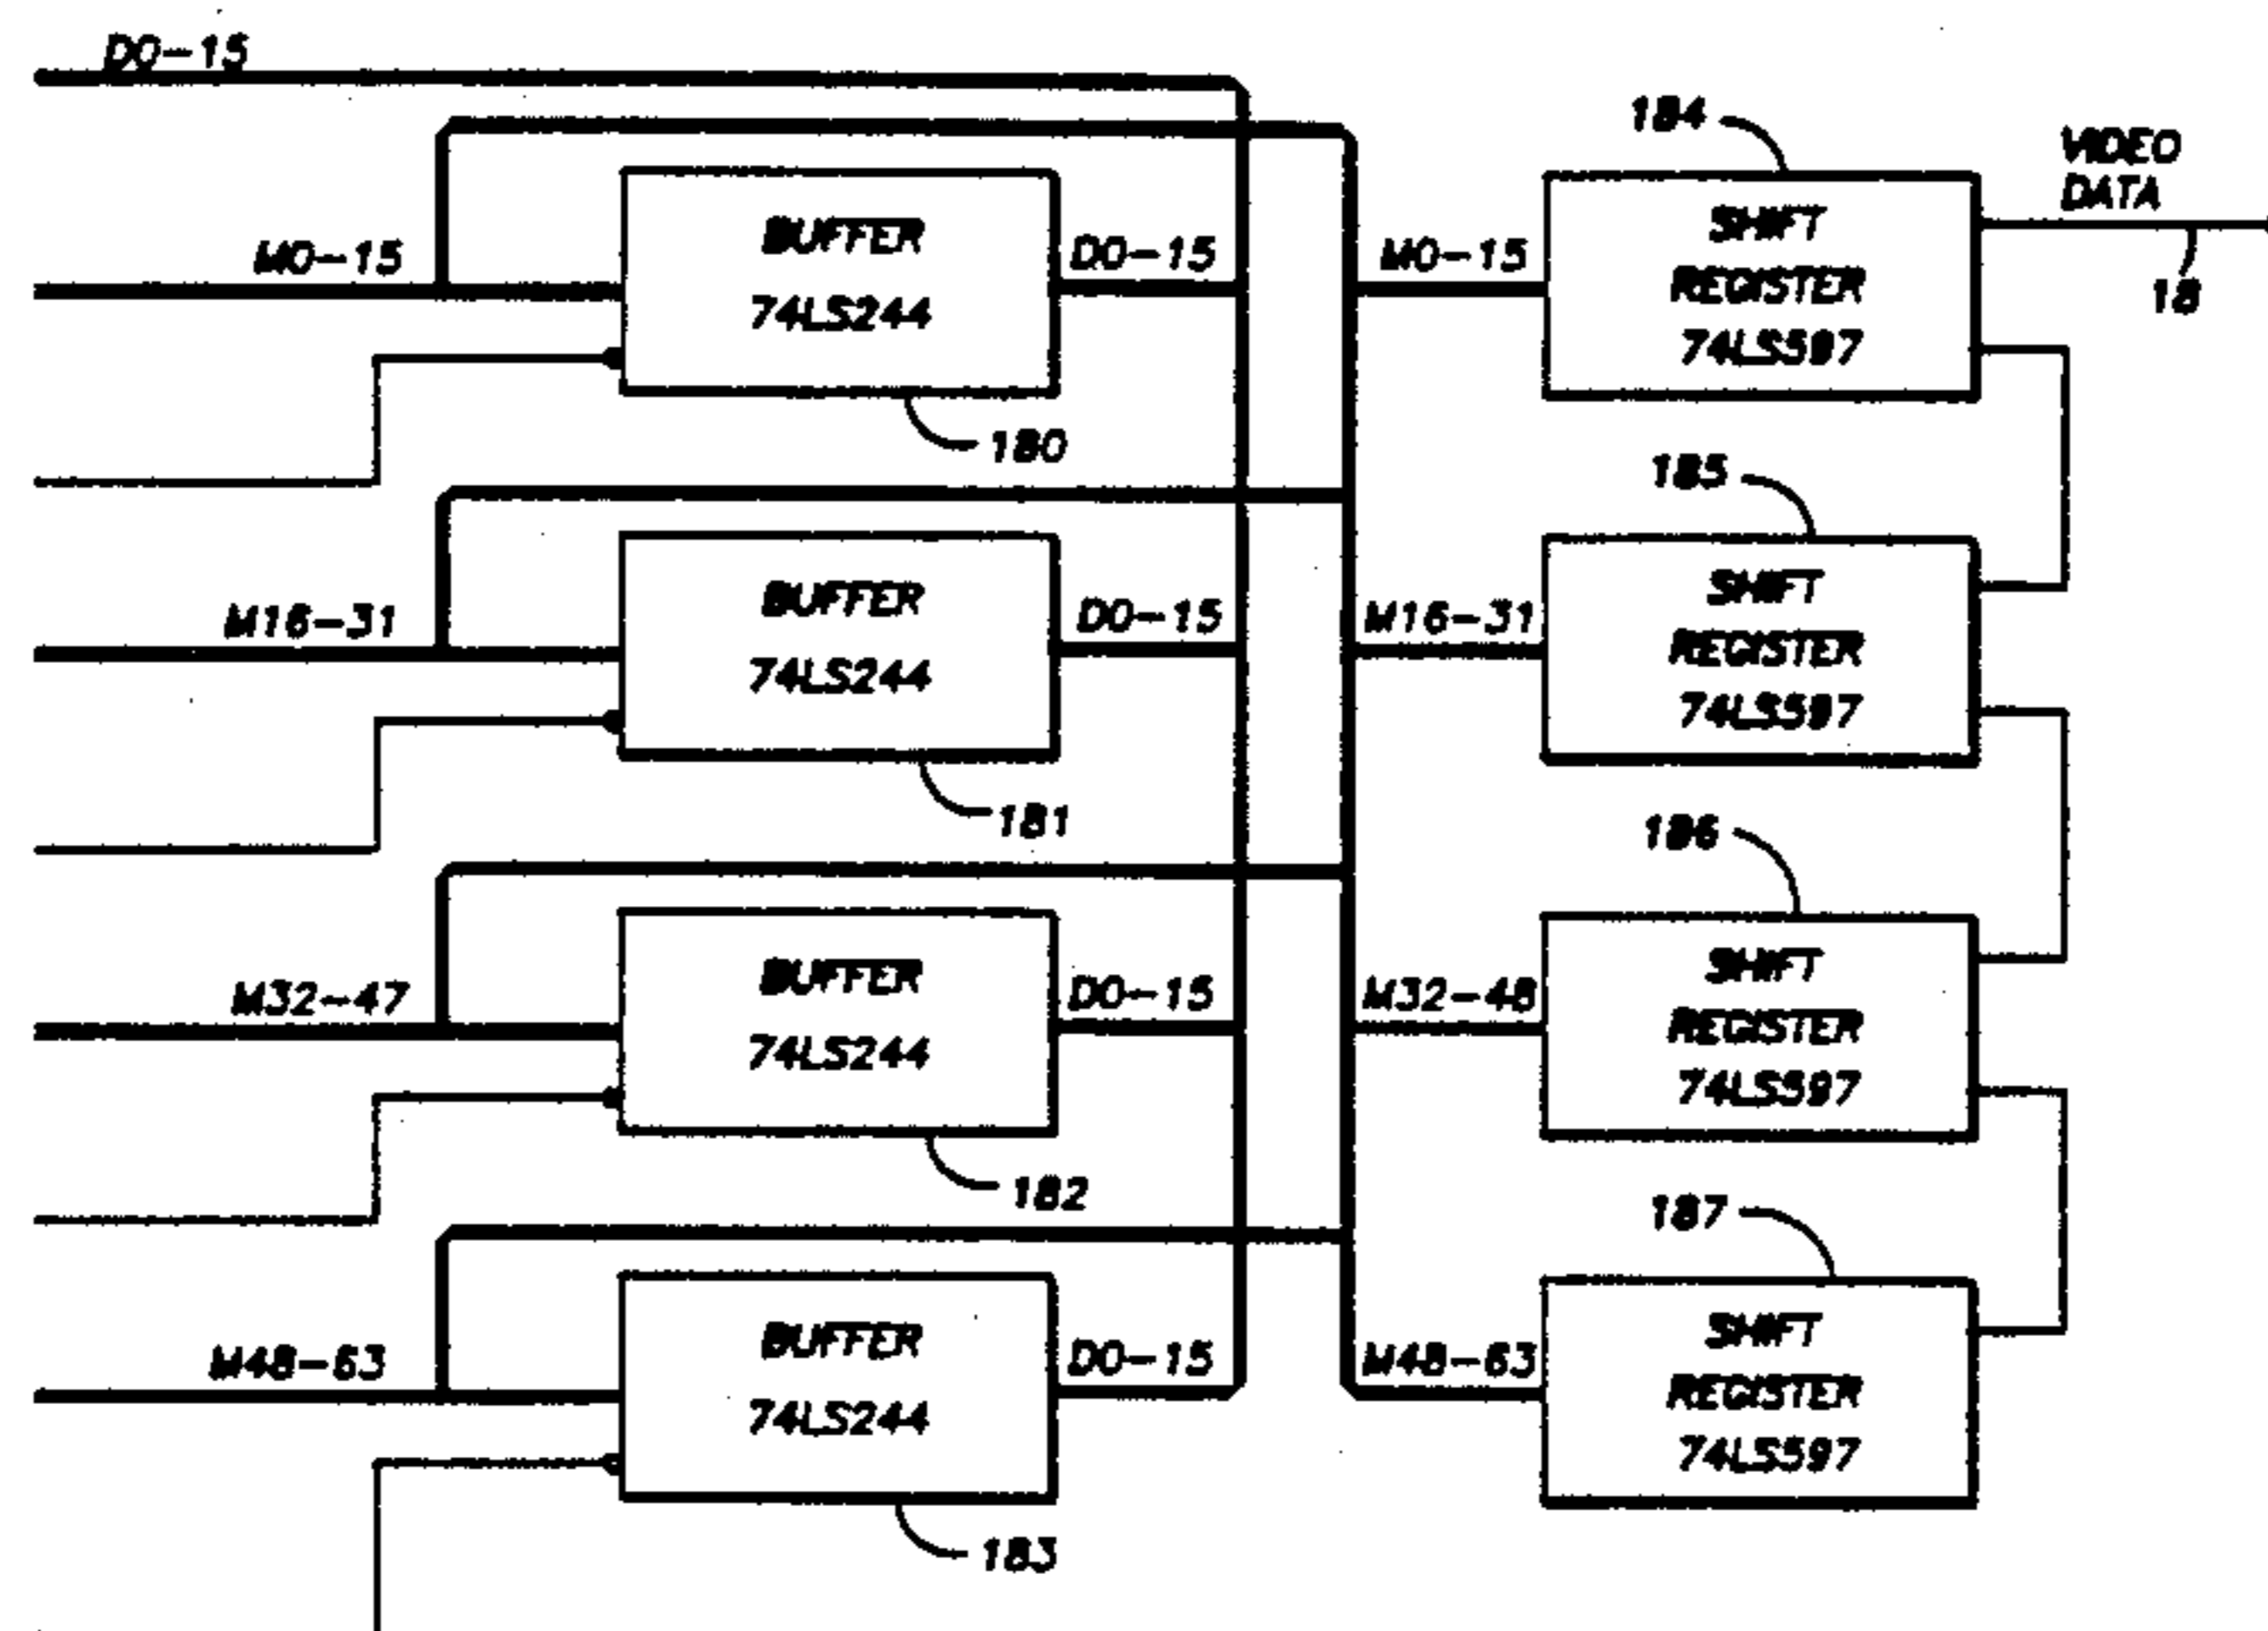 D0-15
M0-15
BUFFER
74LS244
D0-15
180
M16-31
BUFFER
74LS244
D0-15
181
M32-47
BUFFER
74LS244
D0-15
182
M48-63
BUFFER
74LS244
D0-15
183
184
M0-15
SHIFT
REGISTER
74LS597
VIDEO
DATA
18
185
M16-31
SHIFT
REGISTER
74LS597
186
M32-48
SHIFT
REGISTER
74LS597
187
M48-63
SHIFT
REGISTER
74LS597